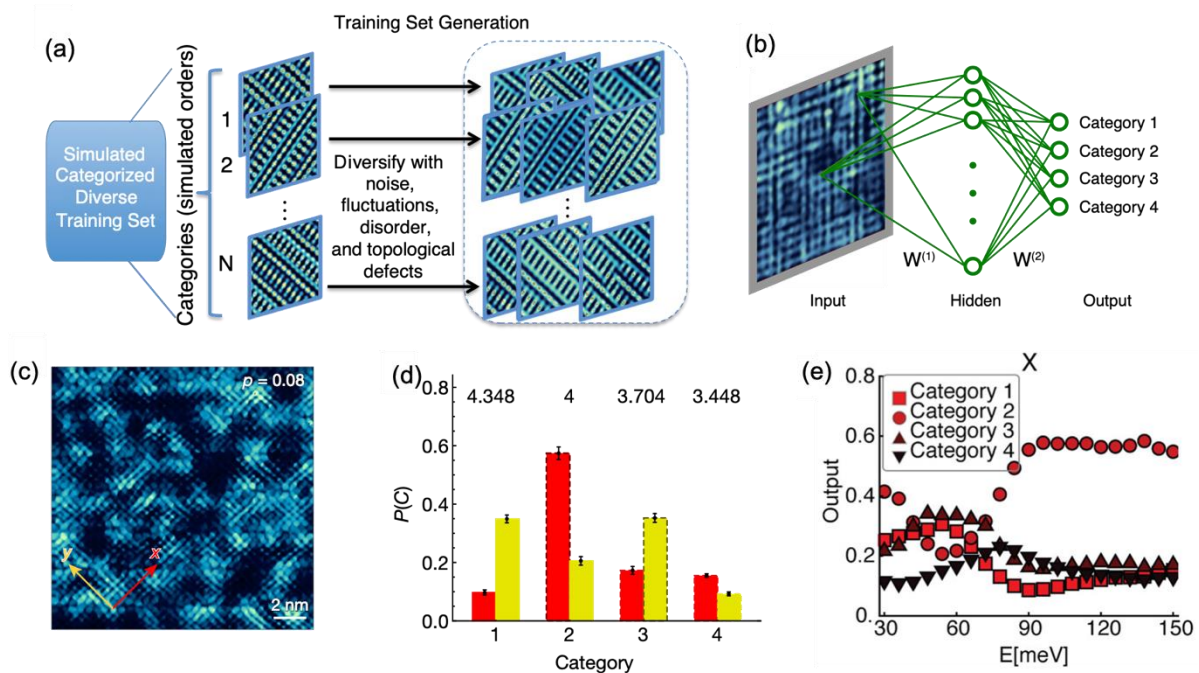 Training Set Generation
(a)
Simulated
Categorized
Diverse
Training Set
Categories (simulated orders)
1
2
⋮
N
Diversify with
noise,
fluctuations,
disorder,
and topological
defects
⋮
(b)
Category 1
Category 2
Category 3
Category 4
W(1)
W(2)
Input
Hidden
Output
(c)
p = 0.08
y
x
2 nm
(d)
0.8
0.6
0.4
0.2
0.0
P(C)
4.348 4 3.704 3.448
1 2 3 4
Category
(e)
X
0.8
0.6
0.4
0.2
0.
Output
Category 1
Category 2
Category 3
Category 4
30 60 90 120 150
E[meV]